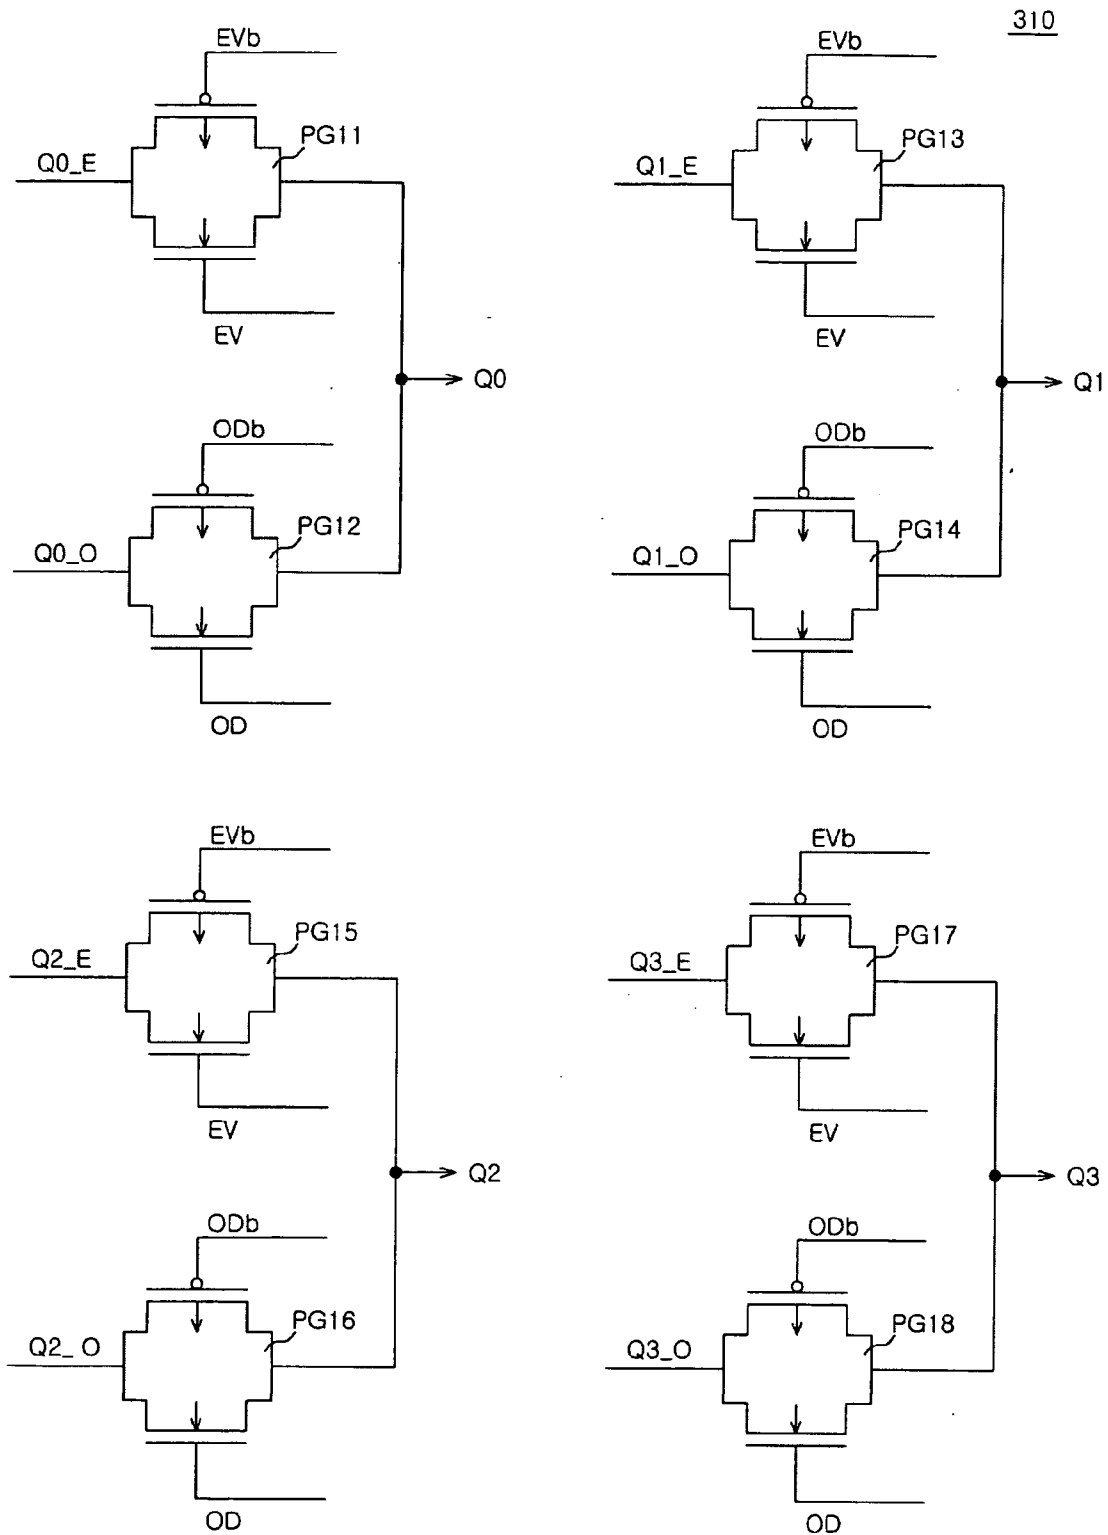 310
EVb
PG11
Q0_E
EV
Q0
ODb
PG12
Q0_O
OD
EVb
PG13
Q1_E
EV
Q1
ODb
PG14
Q1_O
OD
EVb
PG15
Q2_E
EV
Q2
ODb
PG16
Q2_O
OD
EVb
PG17
Q3_E
EV
Q3
ODb
PG18
Q3_O
OD